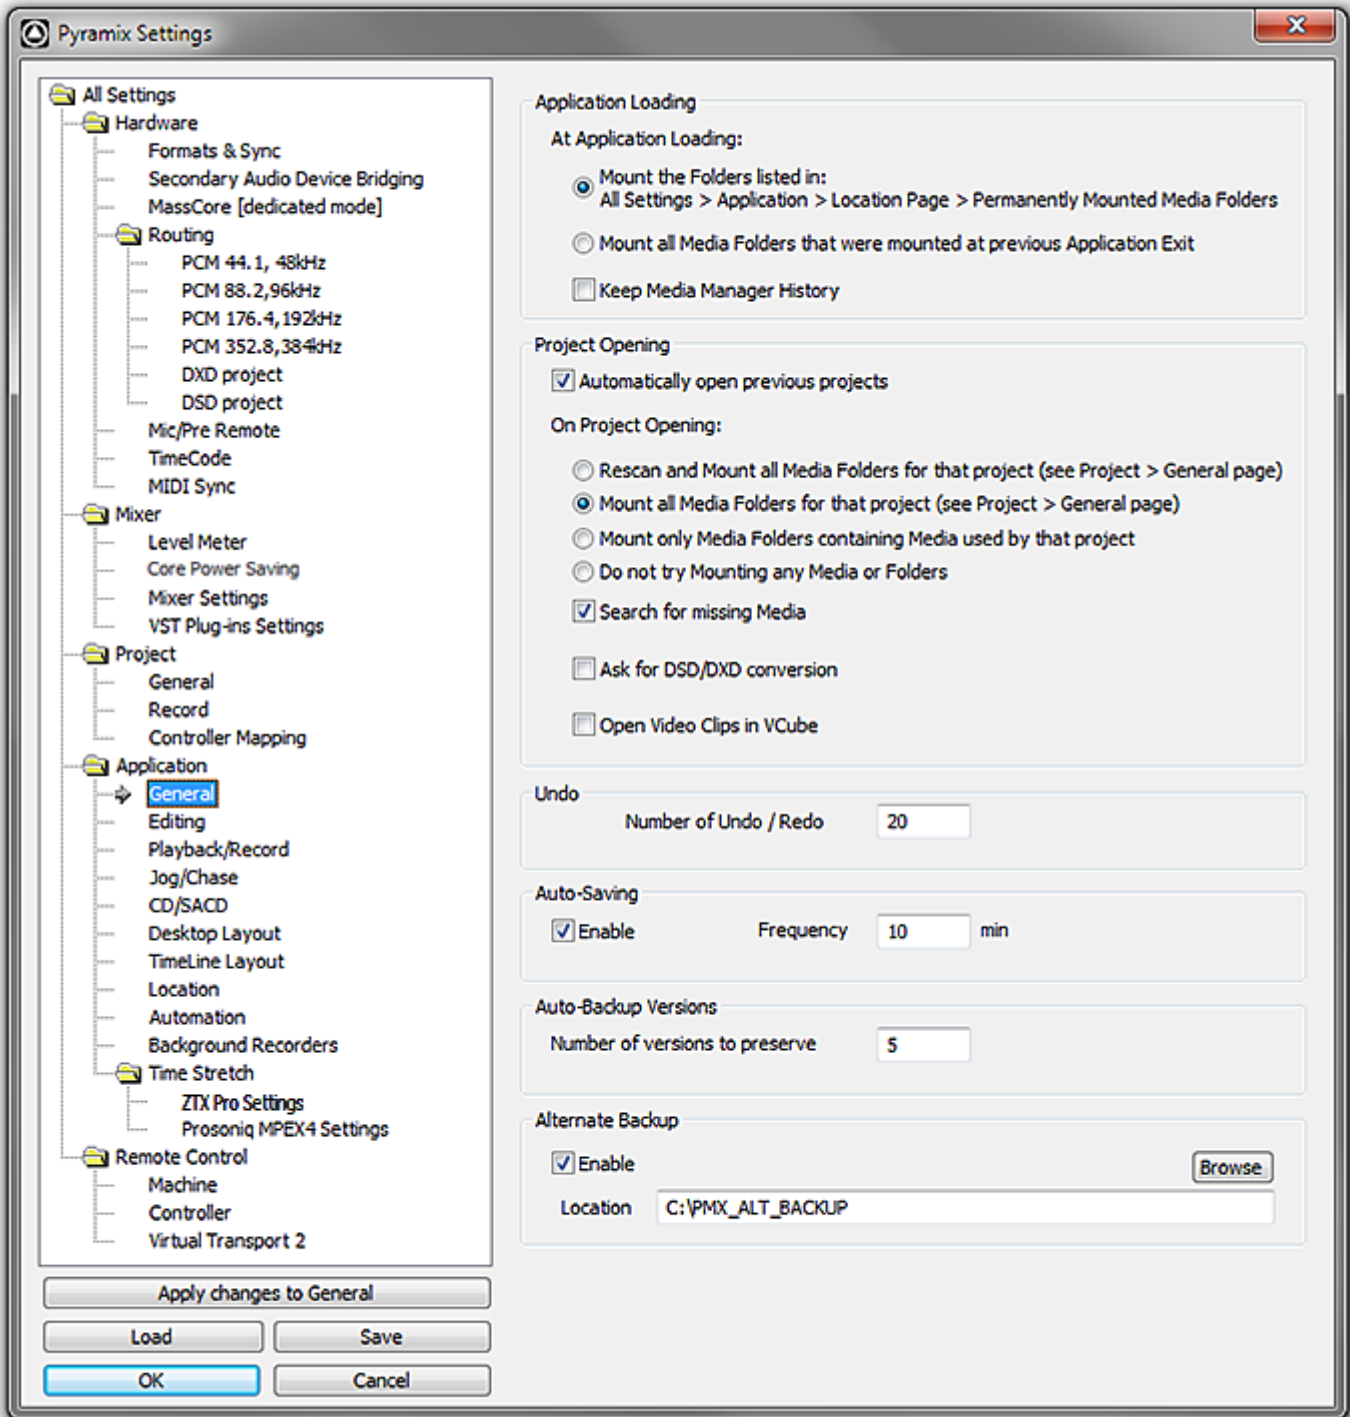 Pyramix Settings
All Settings
Hardware
Formats & Sync
Secondary Audio Device Bridging
MassCore [dedicated mode]
Routing
PCM 44.1, 48kHz
PCM 88.2,96kHz
PCM 176.4,192kHz
PCM 352.8,384kHz
DXD project
DSD project
Mic/Pre Remote
TimeCode
MIDI Sync
Mixer
Level Meter
Core Power Saving
Mixer Settings
VST Plug-ins Settings
Project
General
Record
Controller Mapping
Application
General
Editing
Playback/Record
Jog/Chase
CD/SACD
Desktop Layout
TimeLine Layout
Location
Automation
Background Recorders
Time Stretch
ZTX Pro Settings
Prosoniq MPEX4 Settings
Remote Control
Machine
Controller
Virtual Transport 2
Apply changes to General
Load Save
OK Cancel
Application Loading
At Application Loading:
Mount the Folders listed in:
All Settings > Application > Location Page > Permanently Mounted Media Folders
Mount all Media Folders that were mounted at previous Application Exit
Keep Media Manager History
Project Opening
Automatically open previous projects
On Project Opening:
Rescan and Mount all Media Folders for that project (see Project > General page)
Mount all Media Folders for that project (see Project > General page)
Mount only Media Folders containing Media used by that project
Do not try Mounting any Media or Folders
Search for missing Media
Ask for DSD/DXD conversion
Open Video Clips in VCube
Undo
Number of Undo / Redo 20
Auto-Saving
Enable Frequency 10 min
Auto-Backup Versions
Number of versions to preserve 5
Alternate Backup
Enable Browse
Location C:\PMX_ALT_BACKUP